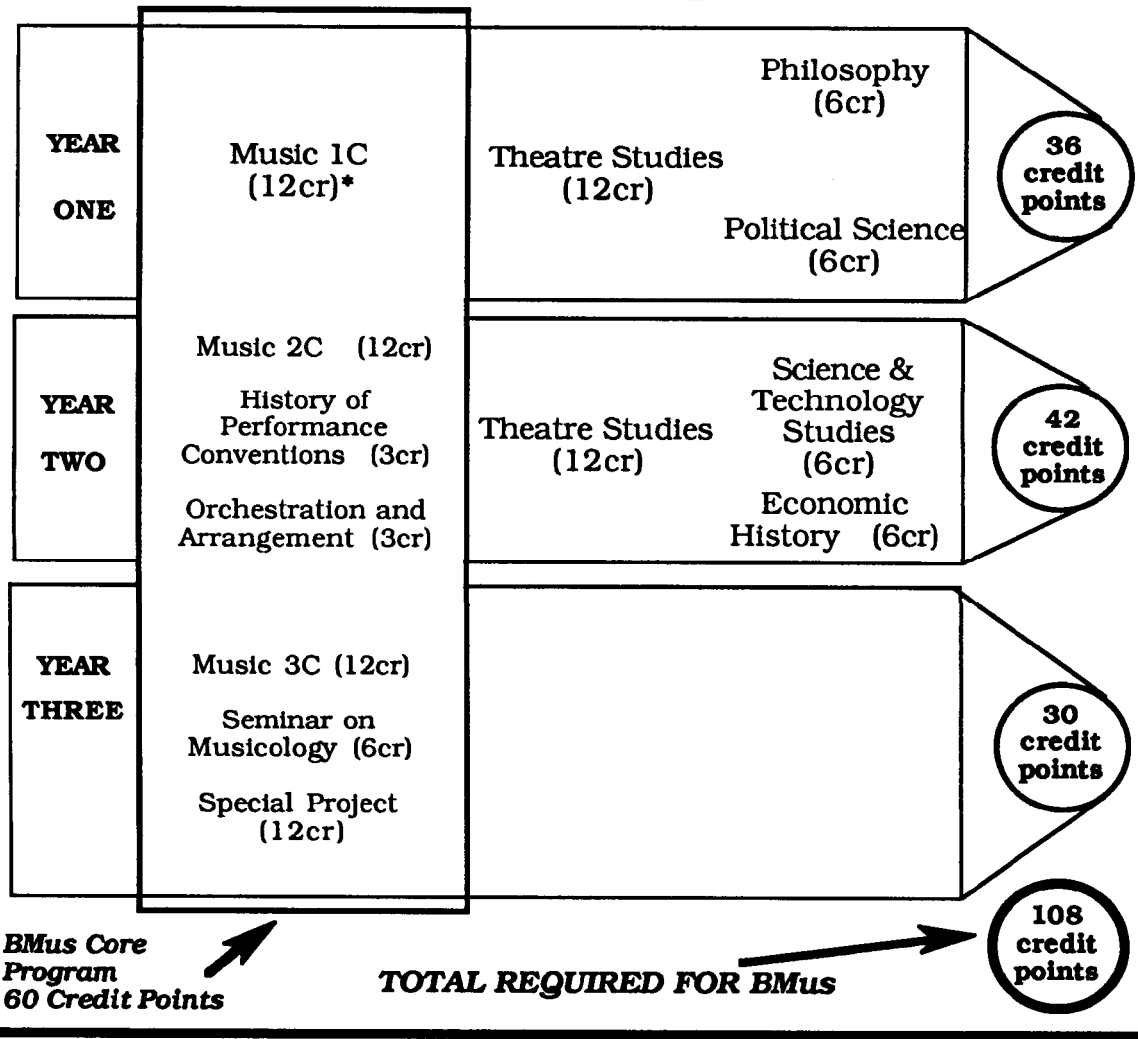 YEAR
ONE
Music 1C
(12cr)*
Theatre Studies
(12cr)
Philosophy
(6cr)
Political Science
(6cr)
36
credit
points
YEAR
TWO
Music 2C (12cr)
History of
Performance
Conventions (3cr)
Orchestration and
Arrangement (3cr)
Theatre Studies
(12cr)
Science &
Technology
Studies
(6cr)
Economic
History (6cr)
42
credit
points
YEAR
THREE
Music 3C (12cr)
Seminar on
Musicology (6cr)
Special Project
(12cr)
30
credit
points
BMus Core
Program
60 Credit Points
TOTAL REQUIRED FOR BMus
108
credit
points